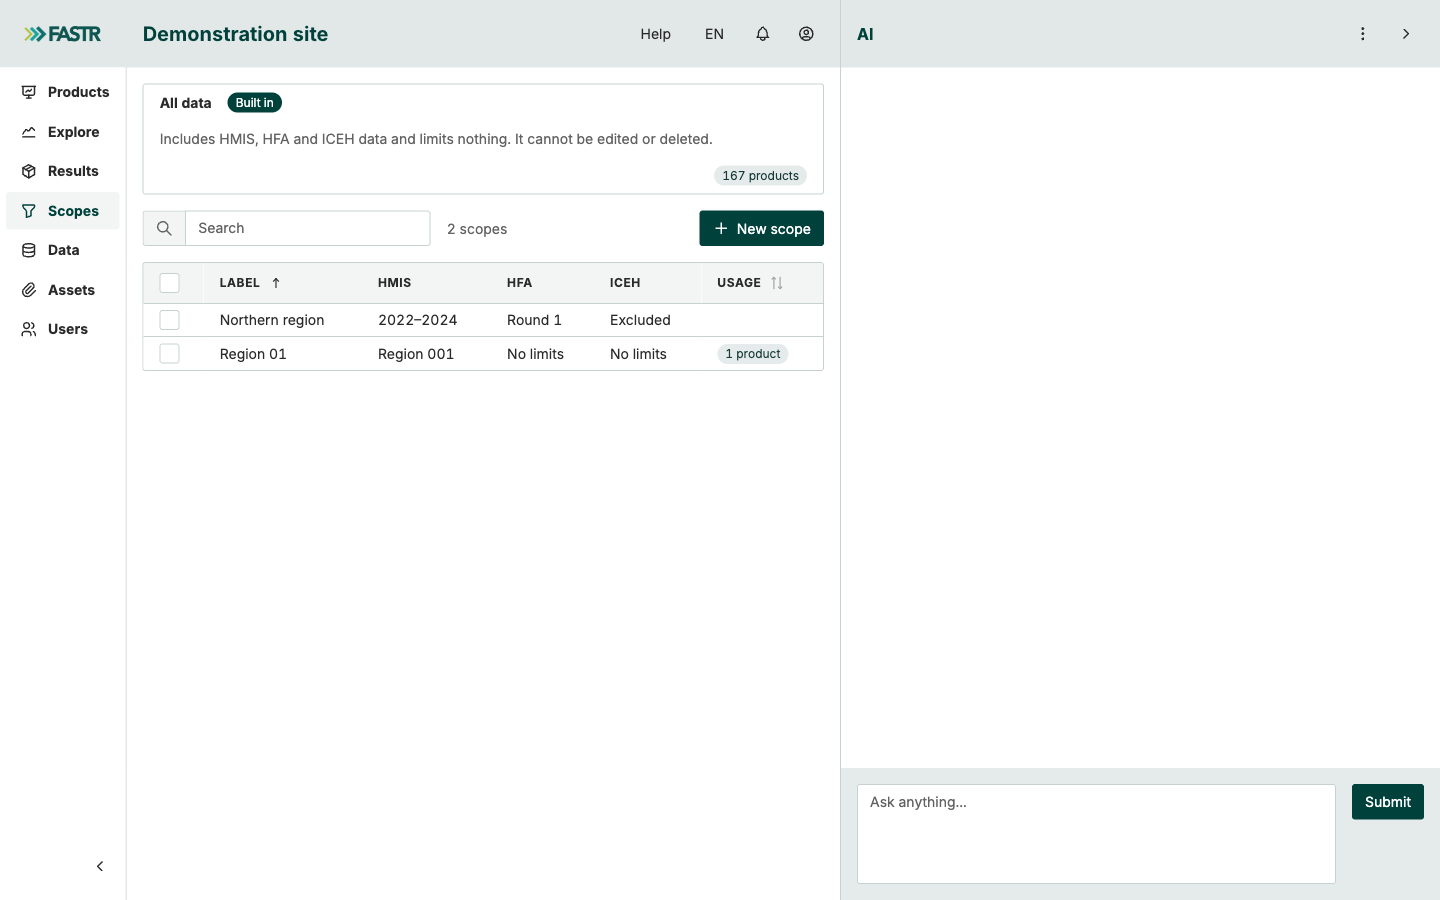 FASTR
Demonstration site
Help
EN
AI
Products
Explore
Results
Scopes
Data
Assets
Users
All data
Built in
Includes HMIS, HFA and ICEH data and limits nothing. It cannot be edited or deleted.
167 products
Search
2 scopes
New scope
LABEL HMIS HFA ICEH USAGE
Northern region 2022–2024 Round 1 Excluded
Region 01 Region 001 No limits No limits 1 product
Ask anything...
Submit